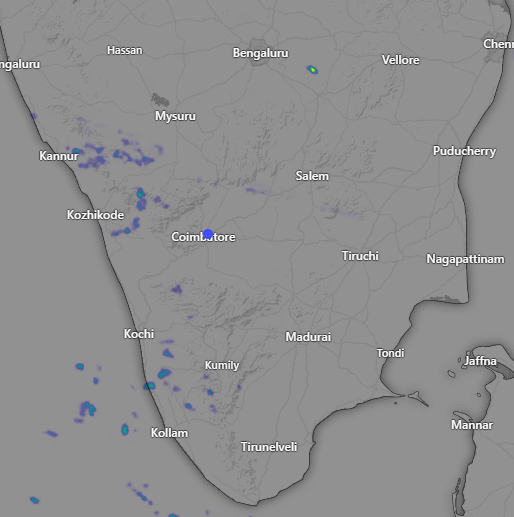 Hassan
Bengaluru
Chenn
ngaluru
Vellore
Mysuru
Kannur
Puducherry
Salem
Kozhikode
Coimbatore
Tiruchi
Nagapattinam
Kochi
Madurai
Tondi
Kumily
Jaffna
Kollam
Mannar
Tirunelveli